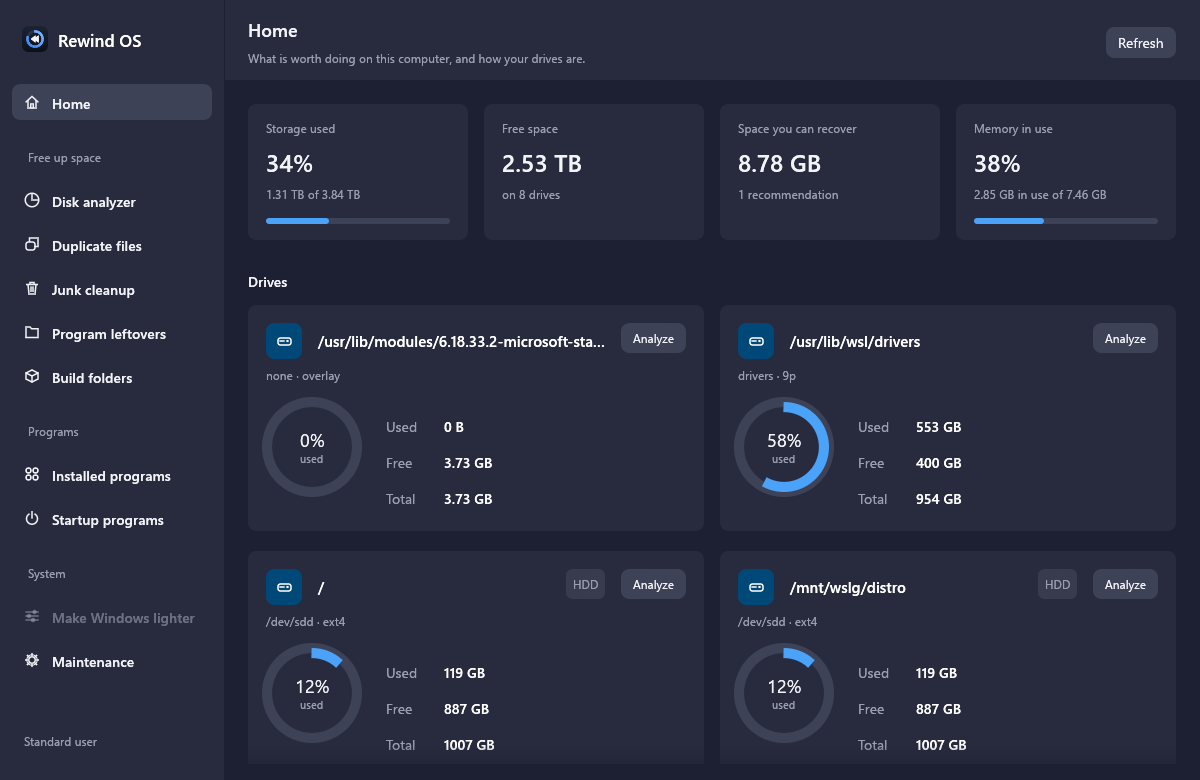 Rewind OS
Home
Free up space
Disk analyzer
Duplicate files
Junk cleanup
Program leftovers
Build folders
Programs
Installed programs
Startup programs
System
Make Windows lighter
Maintenance
Standard user
Home
What is worth doing on this computer, and how your drives are.
Refresh
Storage used
34%
1.31 TB of 3.84 TB
Free space
2.53 TB
on 8 drives
Space you can recover
8.78 GB
1 recommendation
Memory in use
38%
2.85 GB in use of 7.46 GB
Drives
/usr/lib/modules/6.18.33.2-microsoft-sta...
Analyze
none · overlay
0%
used
Used 0 B
Free 3.73 GB
Total 3.73 GB
/usr/lib/wsl/drivers
Analyze
drivers · 9p
58%
used
Used 553 GB
Free 400 GB
Total 954 GB
/
HDD
Analyze
/dev/sdd · ext4
12%
used
Used 119 GB
Free 887 GB
Total 1007 GB
/mnt/wslg/distro
HDD
Analyze
/dev/sdd · ext4
12%
used
Used 119 GB
Free 887 GB
Total 1007 GB